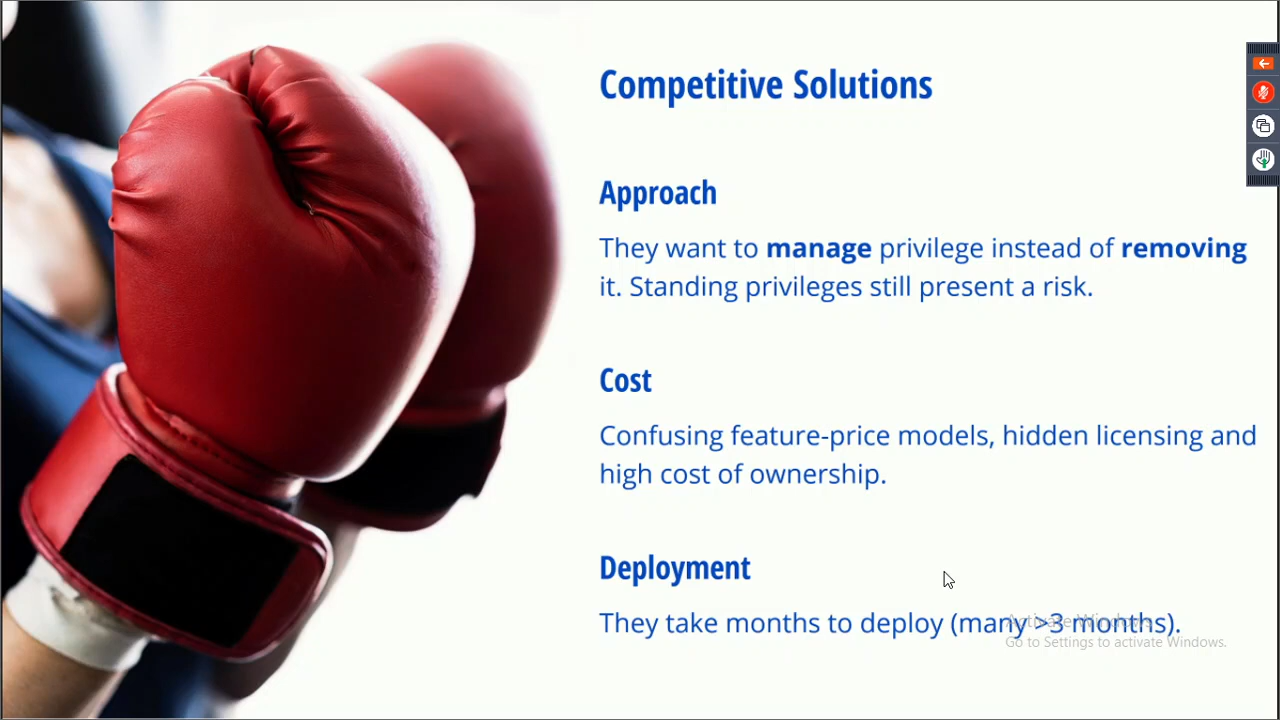 Competitive Solutions
Approach
They want to manage privilege instead of removing
it. Standing privileges still present a risk.
Cost
Confusing feature-price models, hidden licensing and
high cost of ownership.
Deployment
They take months to deploy (many >3 months).
Activate Windows
Go to Settings to activate Windows.